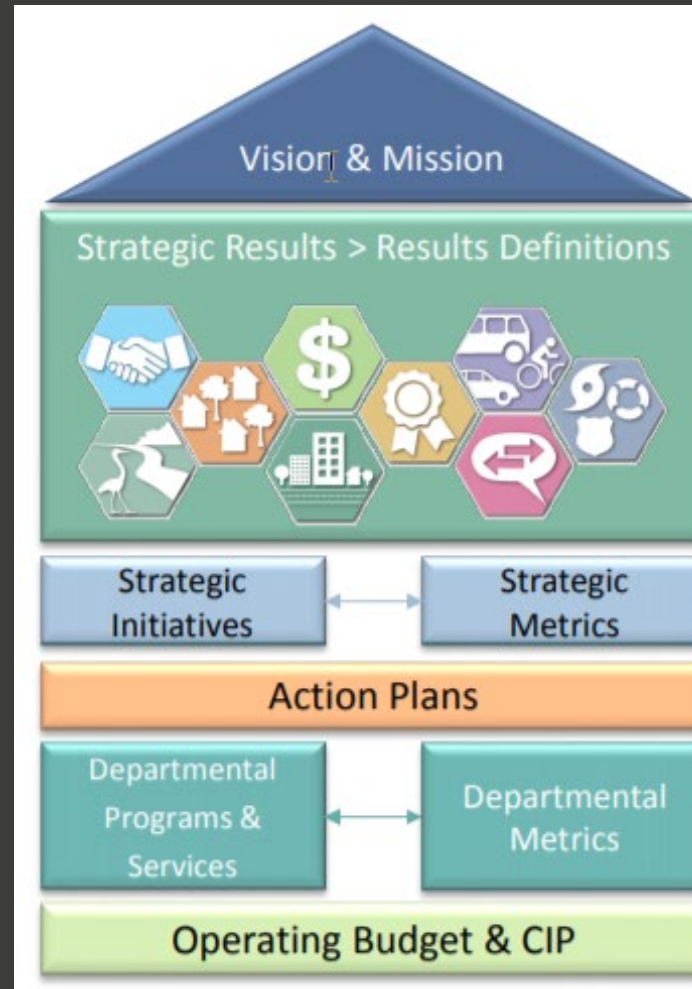 Vision & Mission
Strategic Results > Results Definitions
$
Strategic
Initiatives
Strategic
Metrics
Action Plans
Departmental
Programs &
Services
Departmental
Metrics
Operating Budget & CIP